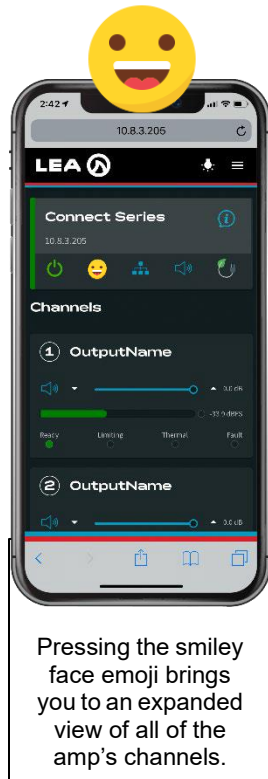 2:42
10.8.3.205
LEA
Connect Series
10.8.3.205
Channels
1 OutputName
0.0 dB
-33.9 dBFS
Ready Limiting Thermal Fault
2 OutputName
0.0 dB
Pressing the smiley
face emoji brings
you to an expanded
view of all of the
amp's channels.